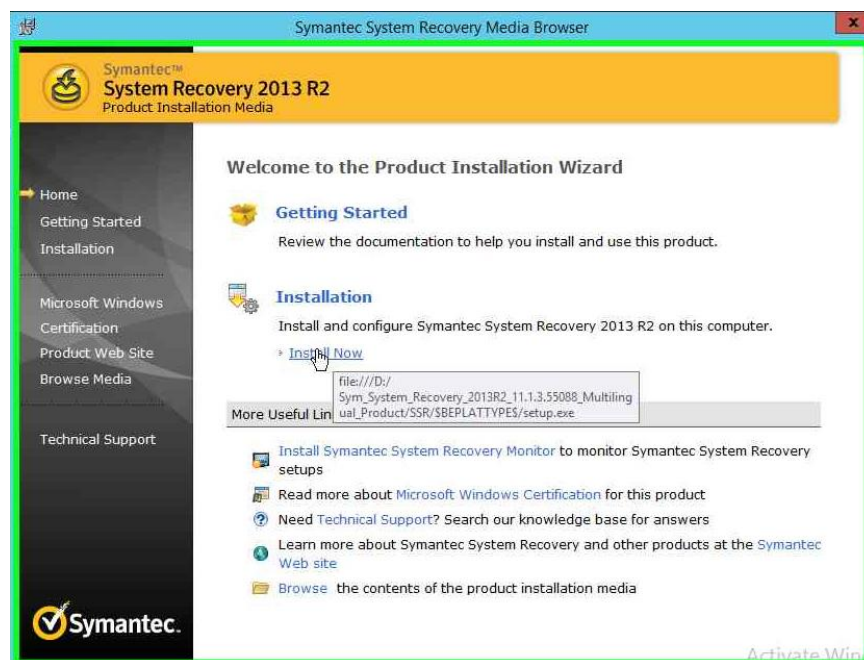 Symantec System Recovery Media Browser
x
Symantec™
System Recovery 2013 R2
Product Installation Media
Home
Getting Started
Installation
Microsoft Windows
Certification
Product Web Site
Browse Media
Technical Support
Symantec.
Welcome to the Product Installation Wizard
Getting Started
Review the documentation to help you install and use this product.
Installation
Install and configure Symantec System Recovery 2013 R2 on this computer.
Install Now
file:///D:/
Sym_System_Recovery_2013R2_11.1.3.55088_Multiling
ual_Product/SSR/$BEPLATTYPE$/setup.exe
More Useful Lin
Install Symantec System Recovery Monitor to monitor Symantec System Recovery
setups
Read more about Microsoft Windows Certification for this product
Need Technical Support? Search our knowledge base for answers
Learn more about Symantec System Recovery and other products at the Symantec
Web site
Browse the contents of the product installation media
Activate Win